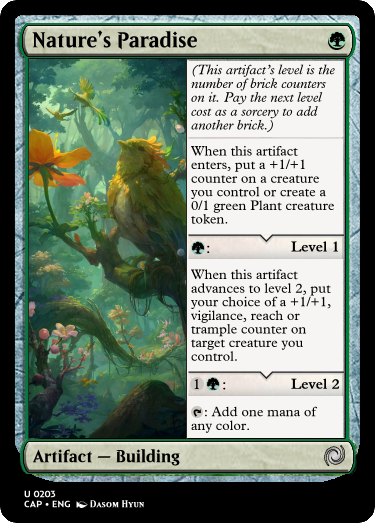 Nature's Paradise
(This artifact's level is the
number of brick counters
on it. Pay the next level
cost as a sorcery to add
another brick.)
When this artifact
enters, put a +1/+1
counter on a creature
you control or create a
0/1 green Plant creature
token.
: Level 1
When this artifact
advances to level 2, put
your choice of a +1/+1,
vigilance, reach or
trample counter on
target creature you
control.
1 : Level 2
: Add one mana of
any color.
Artifact — Building
U 0203
CAP • ENG Dasom Hyun